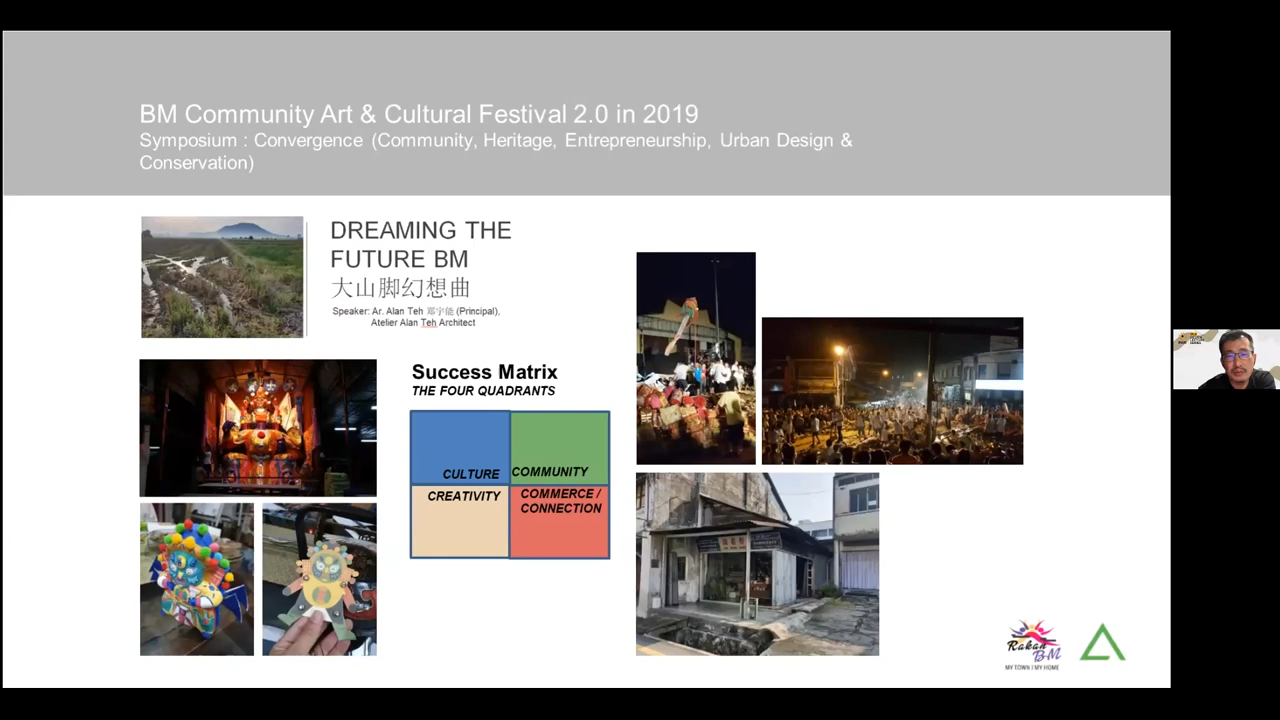 BM Community Art & Cultural Festival 2.0 in 2019
Symposium : Convergence (Community, Heritage, Entrepreneurship, Urban Design &
Conservation)
DREAMING THE
FUTURE BM
大山脚幻想曲
Speaker: Ar. Alan Teh 郑宇能 (Principal),
Atelier Alan Teh Architect
Success Matrix
THE FOUR QUADRANTS
CULTURE
COMMUNITY
CREATIVITY
COMMERCE /
CONNECTION
Rakan
BM
MY TOWN I MY HOME